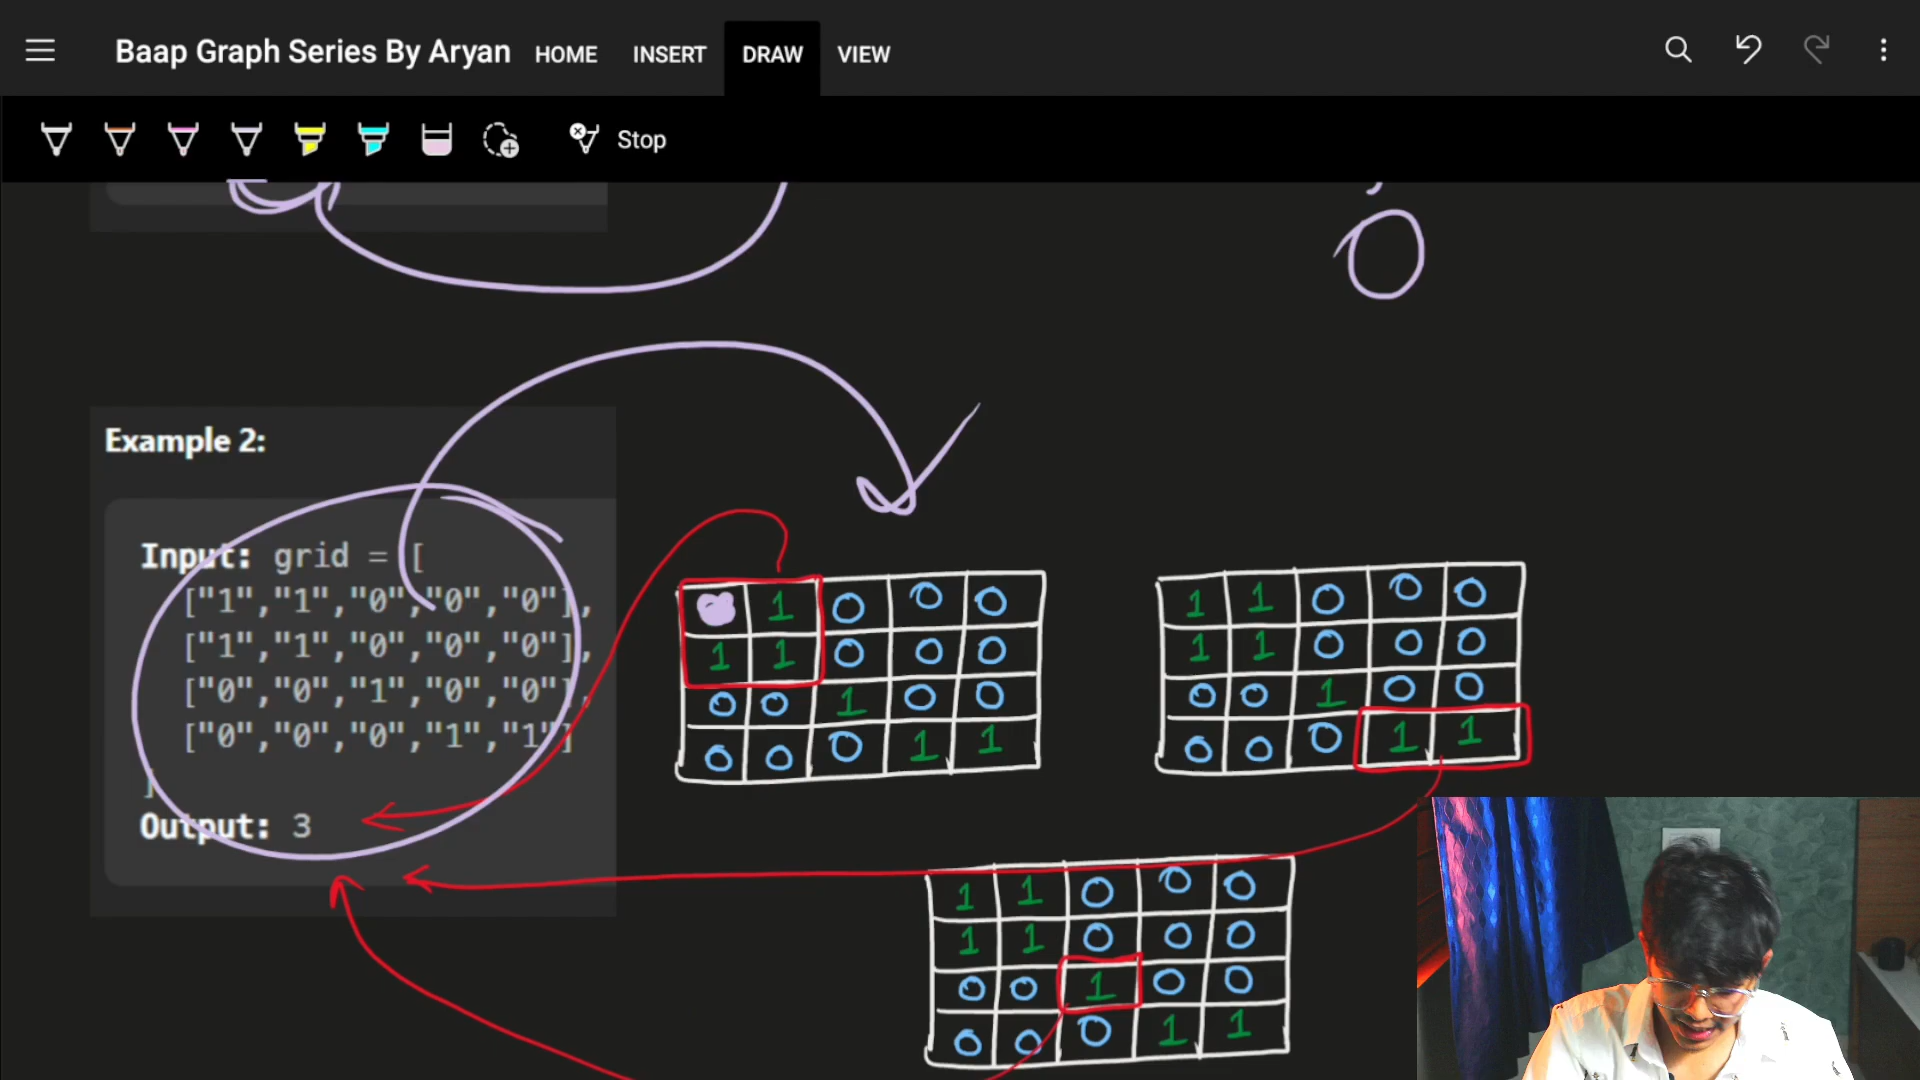 Baap Graph Series By Aryan HOME INSERT DRAW VIEW
Stop
0
Example 2:
Input: grid = [
["1","1","0","0","0"],
["1","1","0","0","0"],
["0","0","1","0","0"],
["0","0","0","1","1"]
]
Output: 3
1 0 0 0
1 1 0 0 0
0 0 1 0 0
0 0 0 1 1
1 1 0 0 0
1 1 0 0 0
0 0 1 0 0
0 0 0 1 1
1 1 0 0 0
1 1 0 0 0
0 0 1 0 0
0 0 0 1 1